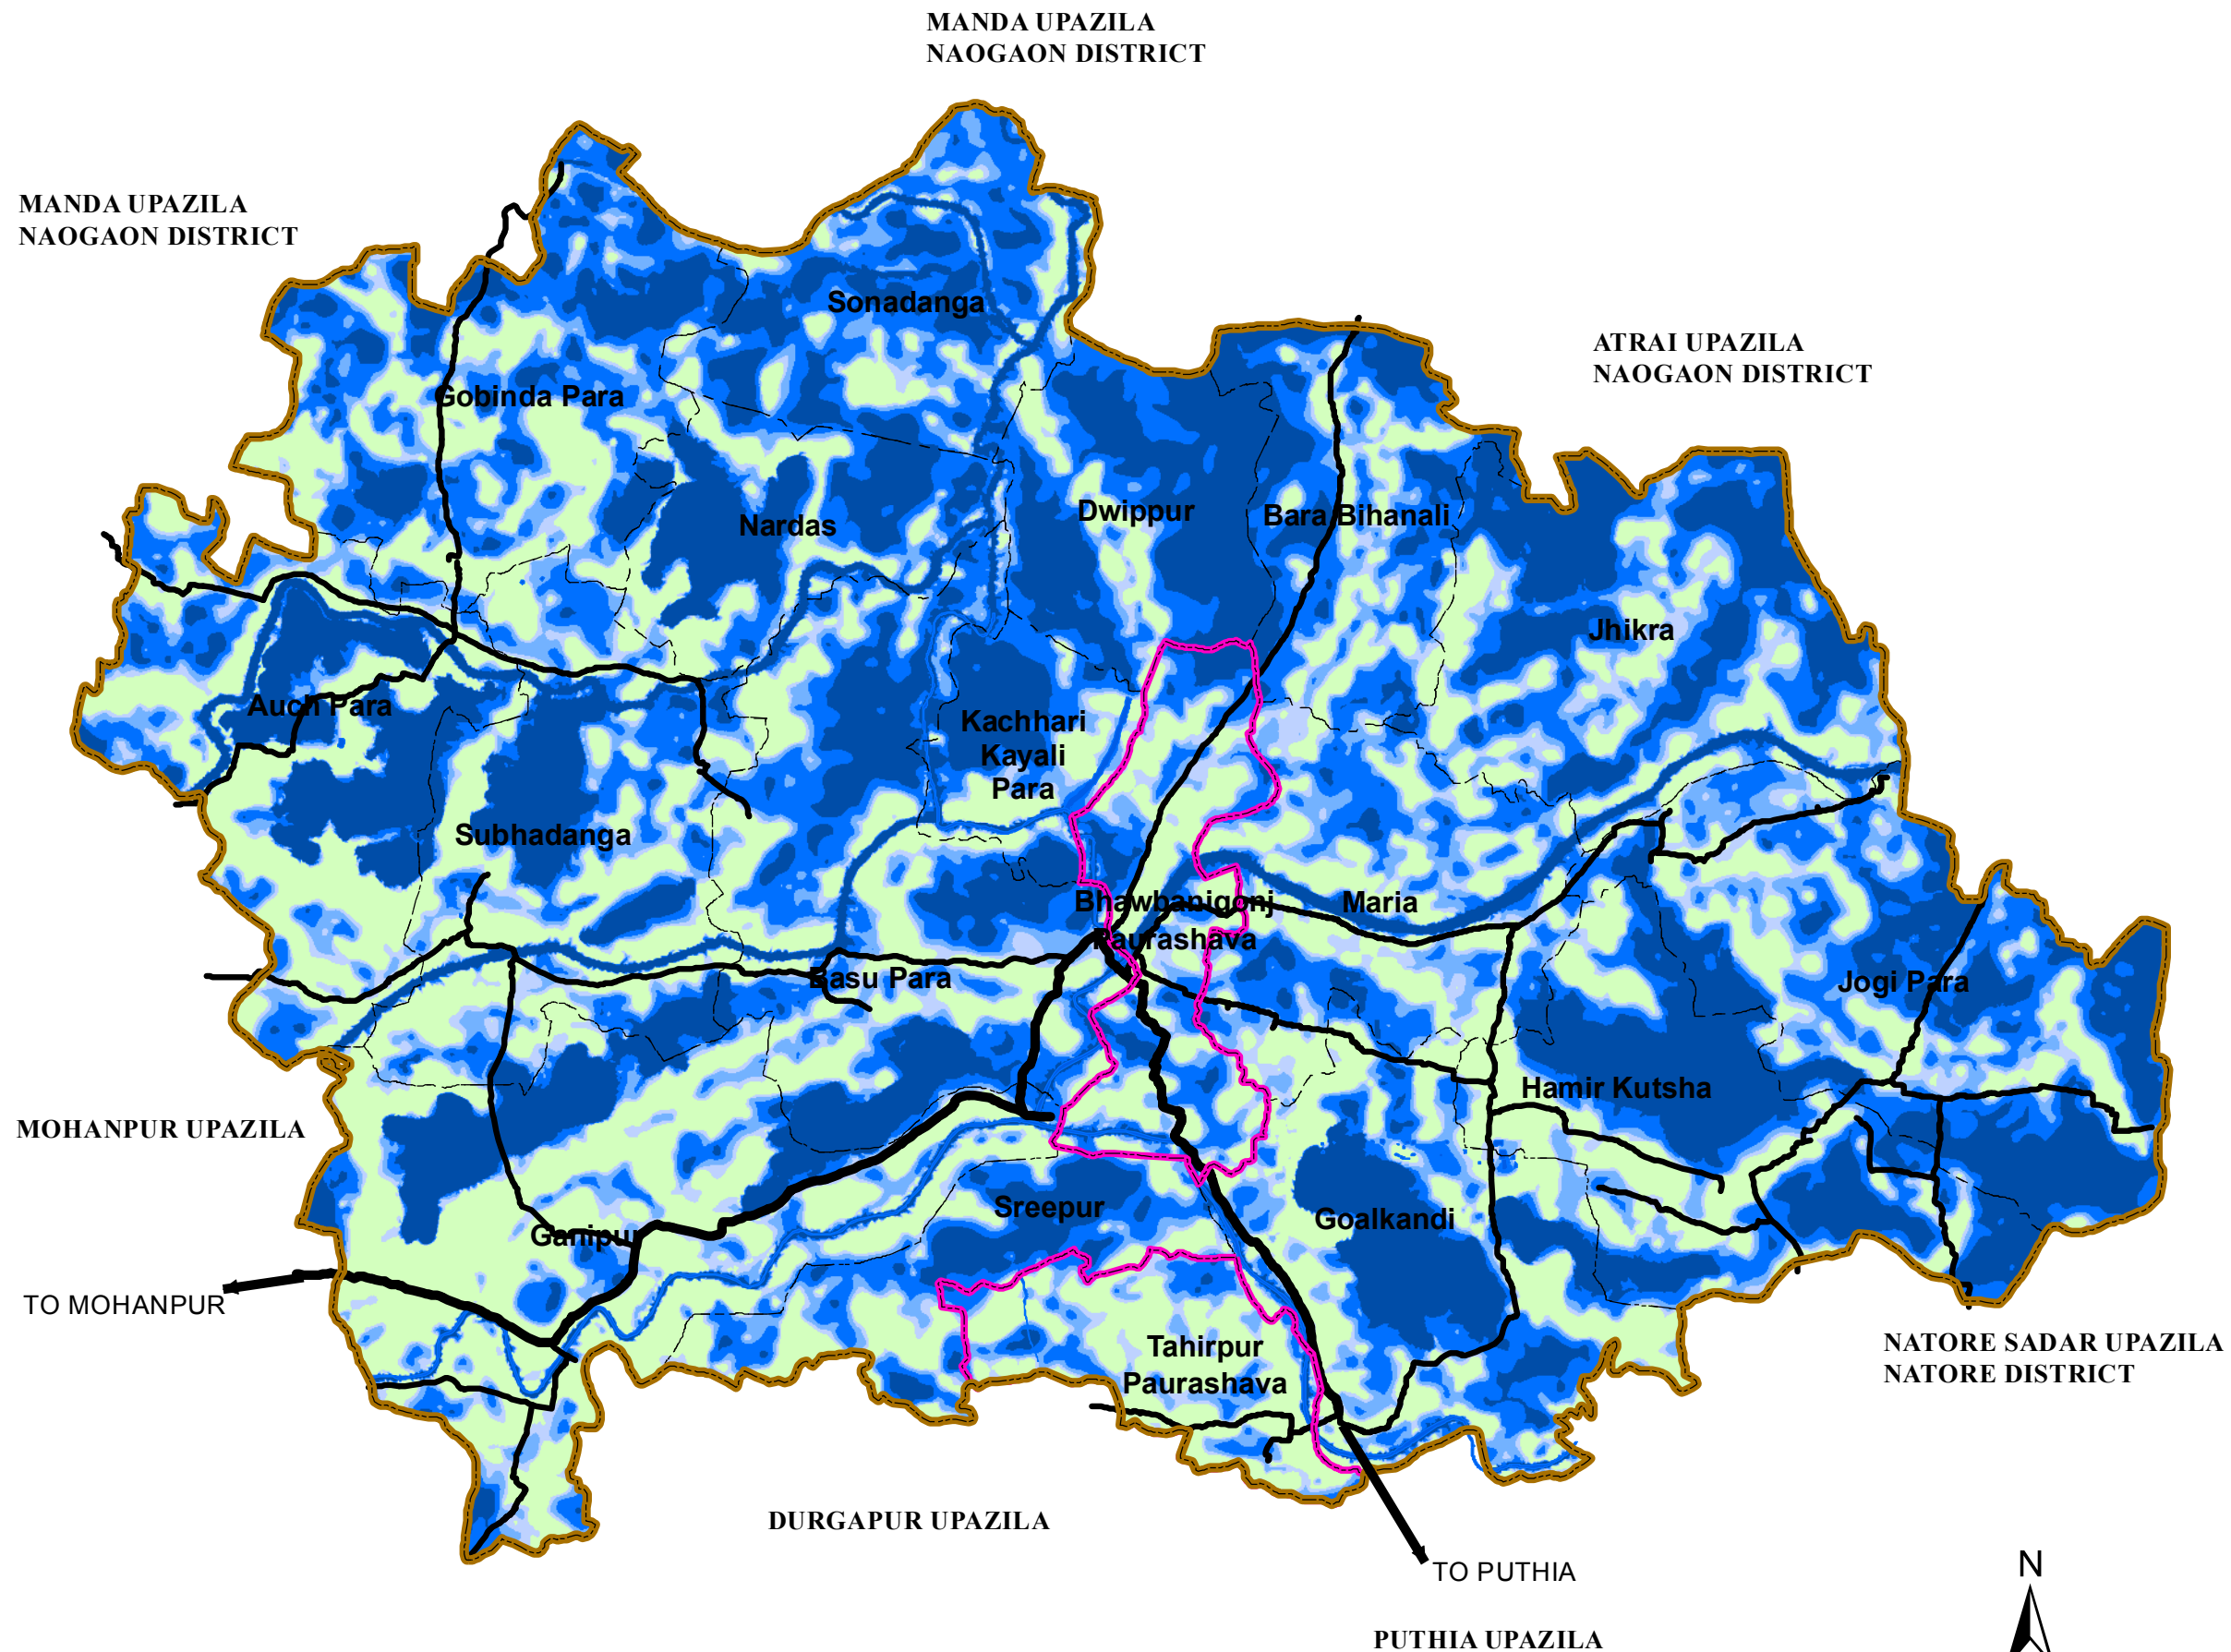 MANDA UPAZILA
NAOGAON DISTRICT
MANDA UPAZILA
NAOGAON DISTRICT
Sonadanga
ATRAI UPAZILA
NAOGAON DISTRICT
Gobinda Para
Dwippur
Bara Bihanali
Nardas
Jhikra
Auch Para
Kachhari
Kayali
Para
Subhadanga
Bhawbanigonj
Paurashava
Maria
Basu Para
Jogi Para
Hamir Kutsha
MOHANPUR UPAZILA
Sreepur
Goalkandi
Ganipur
TO MOHANPUR
Tahirpur
Paurashava
NATORE SADAR UPAZILA
NATORE DISTRICT
DURGAPUR UPAZILA
TO PUTHIA
N
PUTHIA UPAZILA